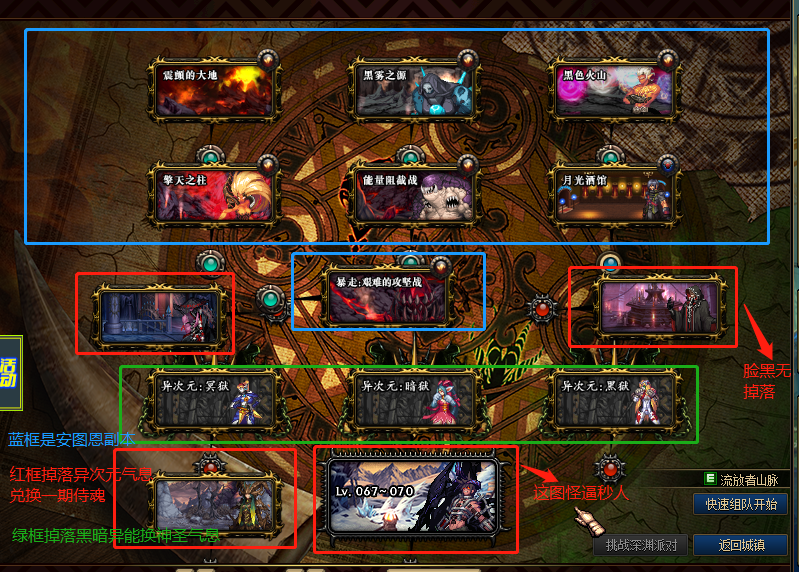 震颤的大地
黑雾之源
黑色火山
擎天之柱
能量阻截战
月光酒馆
暴走:艰难的攻坚战
脸黑无
掉落
活动
异次元:冥狱
异次元:暗狱
异次元:黑狱
蓝框是安图恩副本
红框掉落异次元气息
兑换一期侍魂
绿框掉落黑暗异能换神圣气息
Lv. 067~070
这图怪逼秒人
E 流放者山脉
快速组队开始
挑战深渊派对
返回城镇